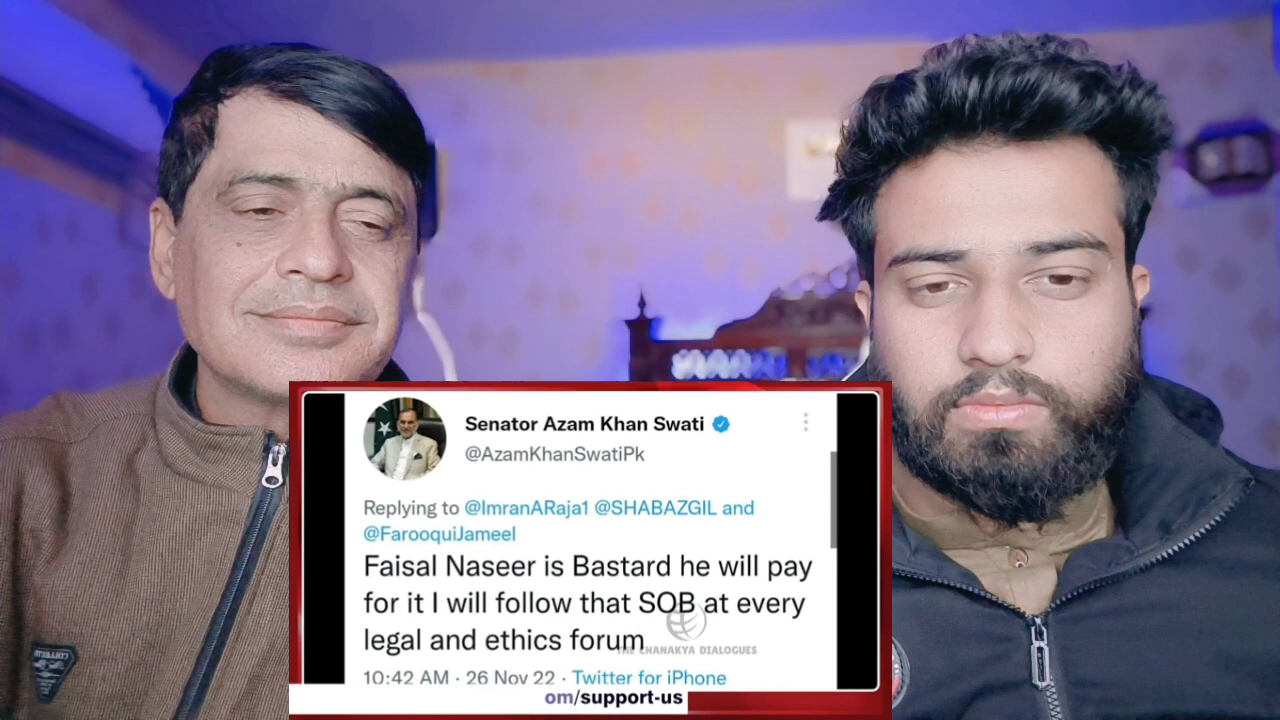 Senator Azam Khan Swati
@AzamKhanSwatiPk
Replying to @ImranARaja1 @SHABAZGIL and
@FarooquiJameel
Faisal Naseer is Bastard he will pay
for it I will follow that SOB at every
legal and ethics forum
THE CHANAKYA DIALOGUES
10:42 AM · 26 Nov 22 · Twitter for iPhone
om/support-us